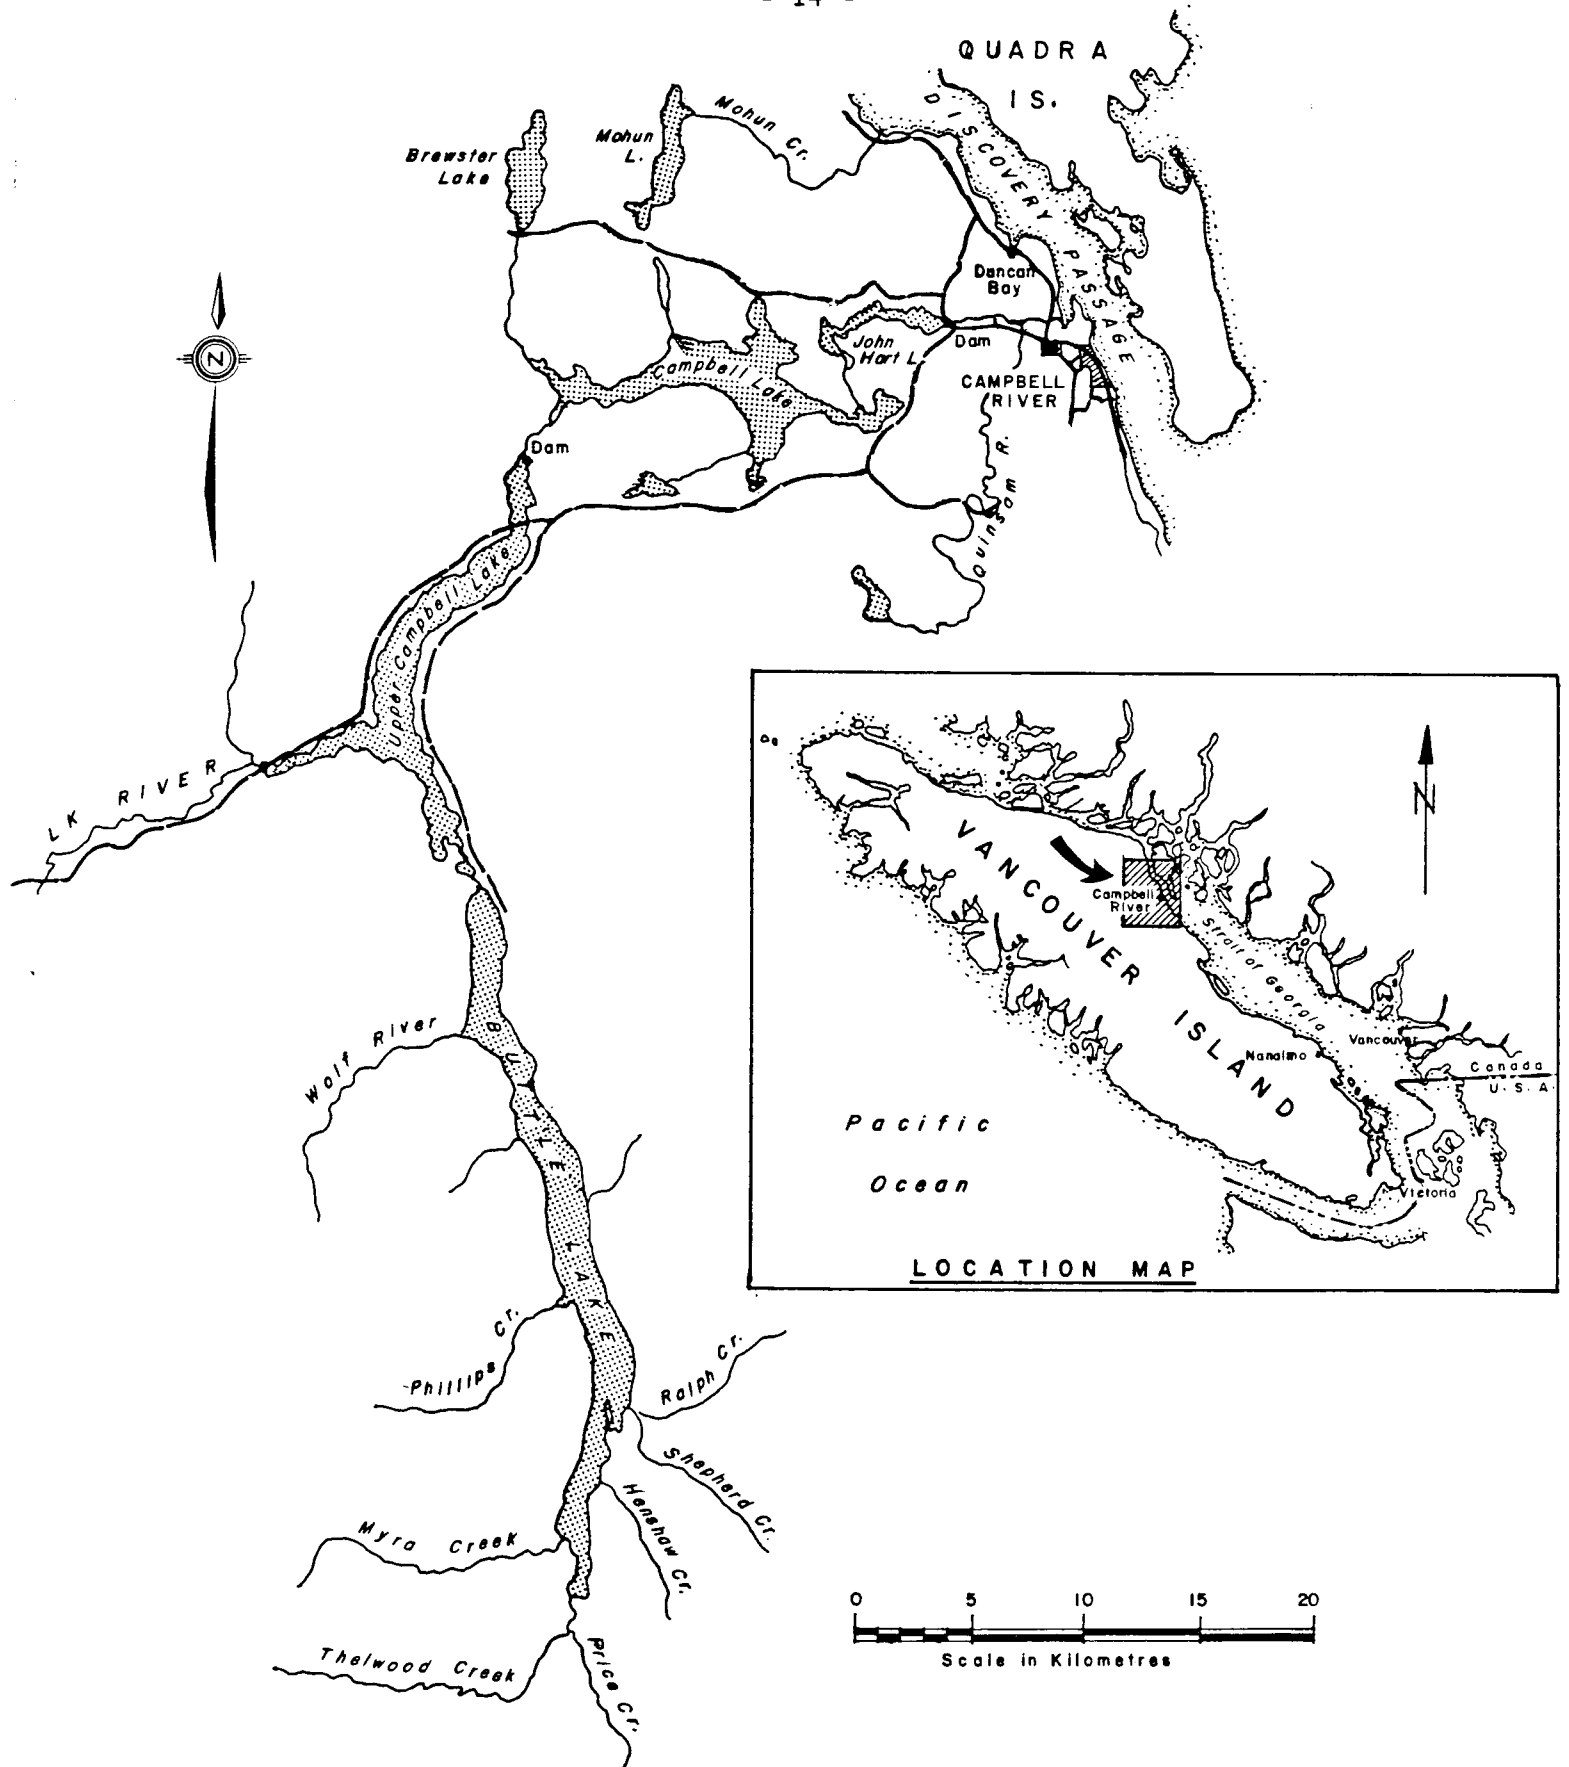 - 14 -
QUADRA
IS.
DISCOVERY PASSAGE
Mohun Cr.
Mohun
L.
Brewster
Lake
Duncan
Bay
Dam
John
Hart L.
Campbell Lake
CAMPBELL
RIVER
Dam
Quinsam R.
N
Upper Campbell Lake
LK RIVER
BUTTLE LAKE
Wolf River
Phillips Cr.
Ralph Cr.
Shepherd Cr.
Henshaw Cr.
Myra Creek
Thelwood Creek
Price Cr.
N
VANCOUVER ISLAND
Campbell
River
Strait of Georgia
Nanaimo
Vancouver
Canada
U.S.A.
Victoria
Pacific
Ocean
LOCATION MAP
0 5 10 15 20
Scale in Kilometres